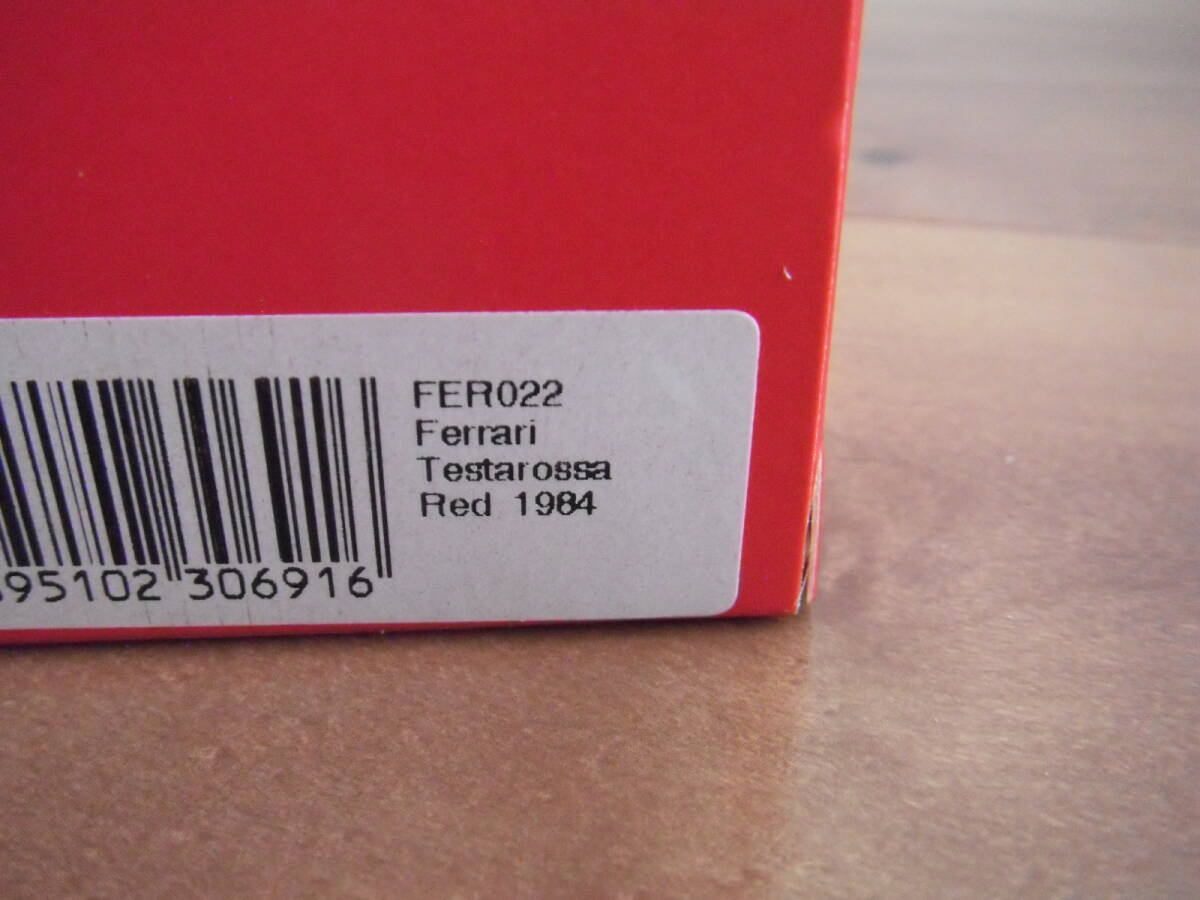 FER022
Ferrari
Testarossa
Red 1984
95102 306916